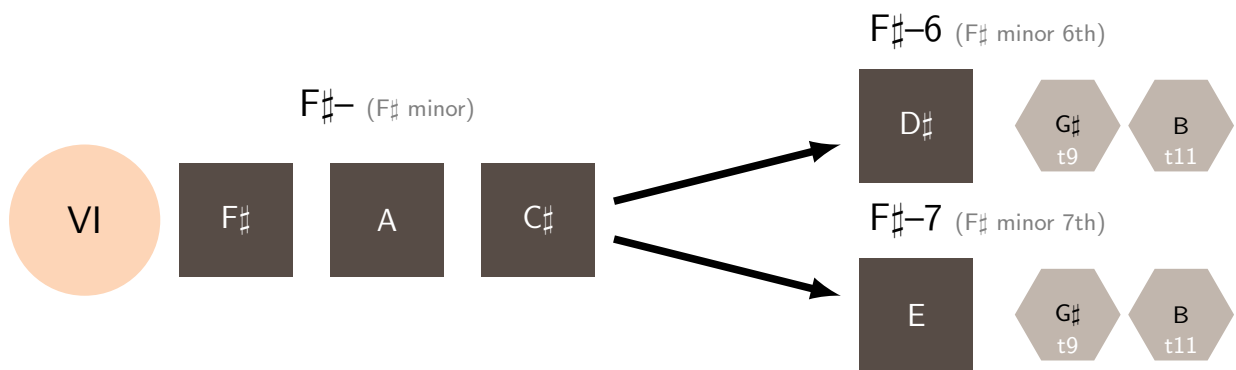 F♯–6 (F♯ minor 6th)
F♯– (F♯ minor)
D♯
G♯
t9
B
t11
VI
F♯
A
C♯
F♯–7 (F♯ minor 7th)
E
G♯
t9
B
t11